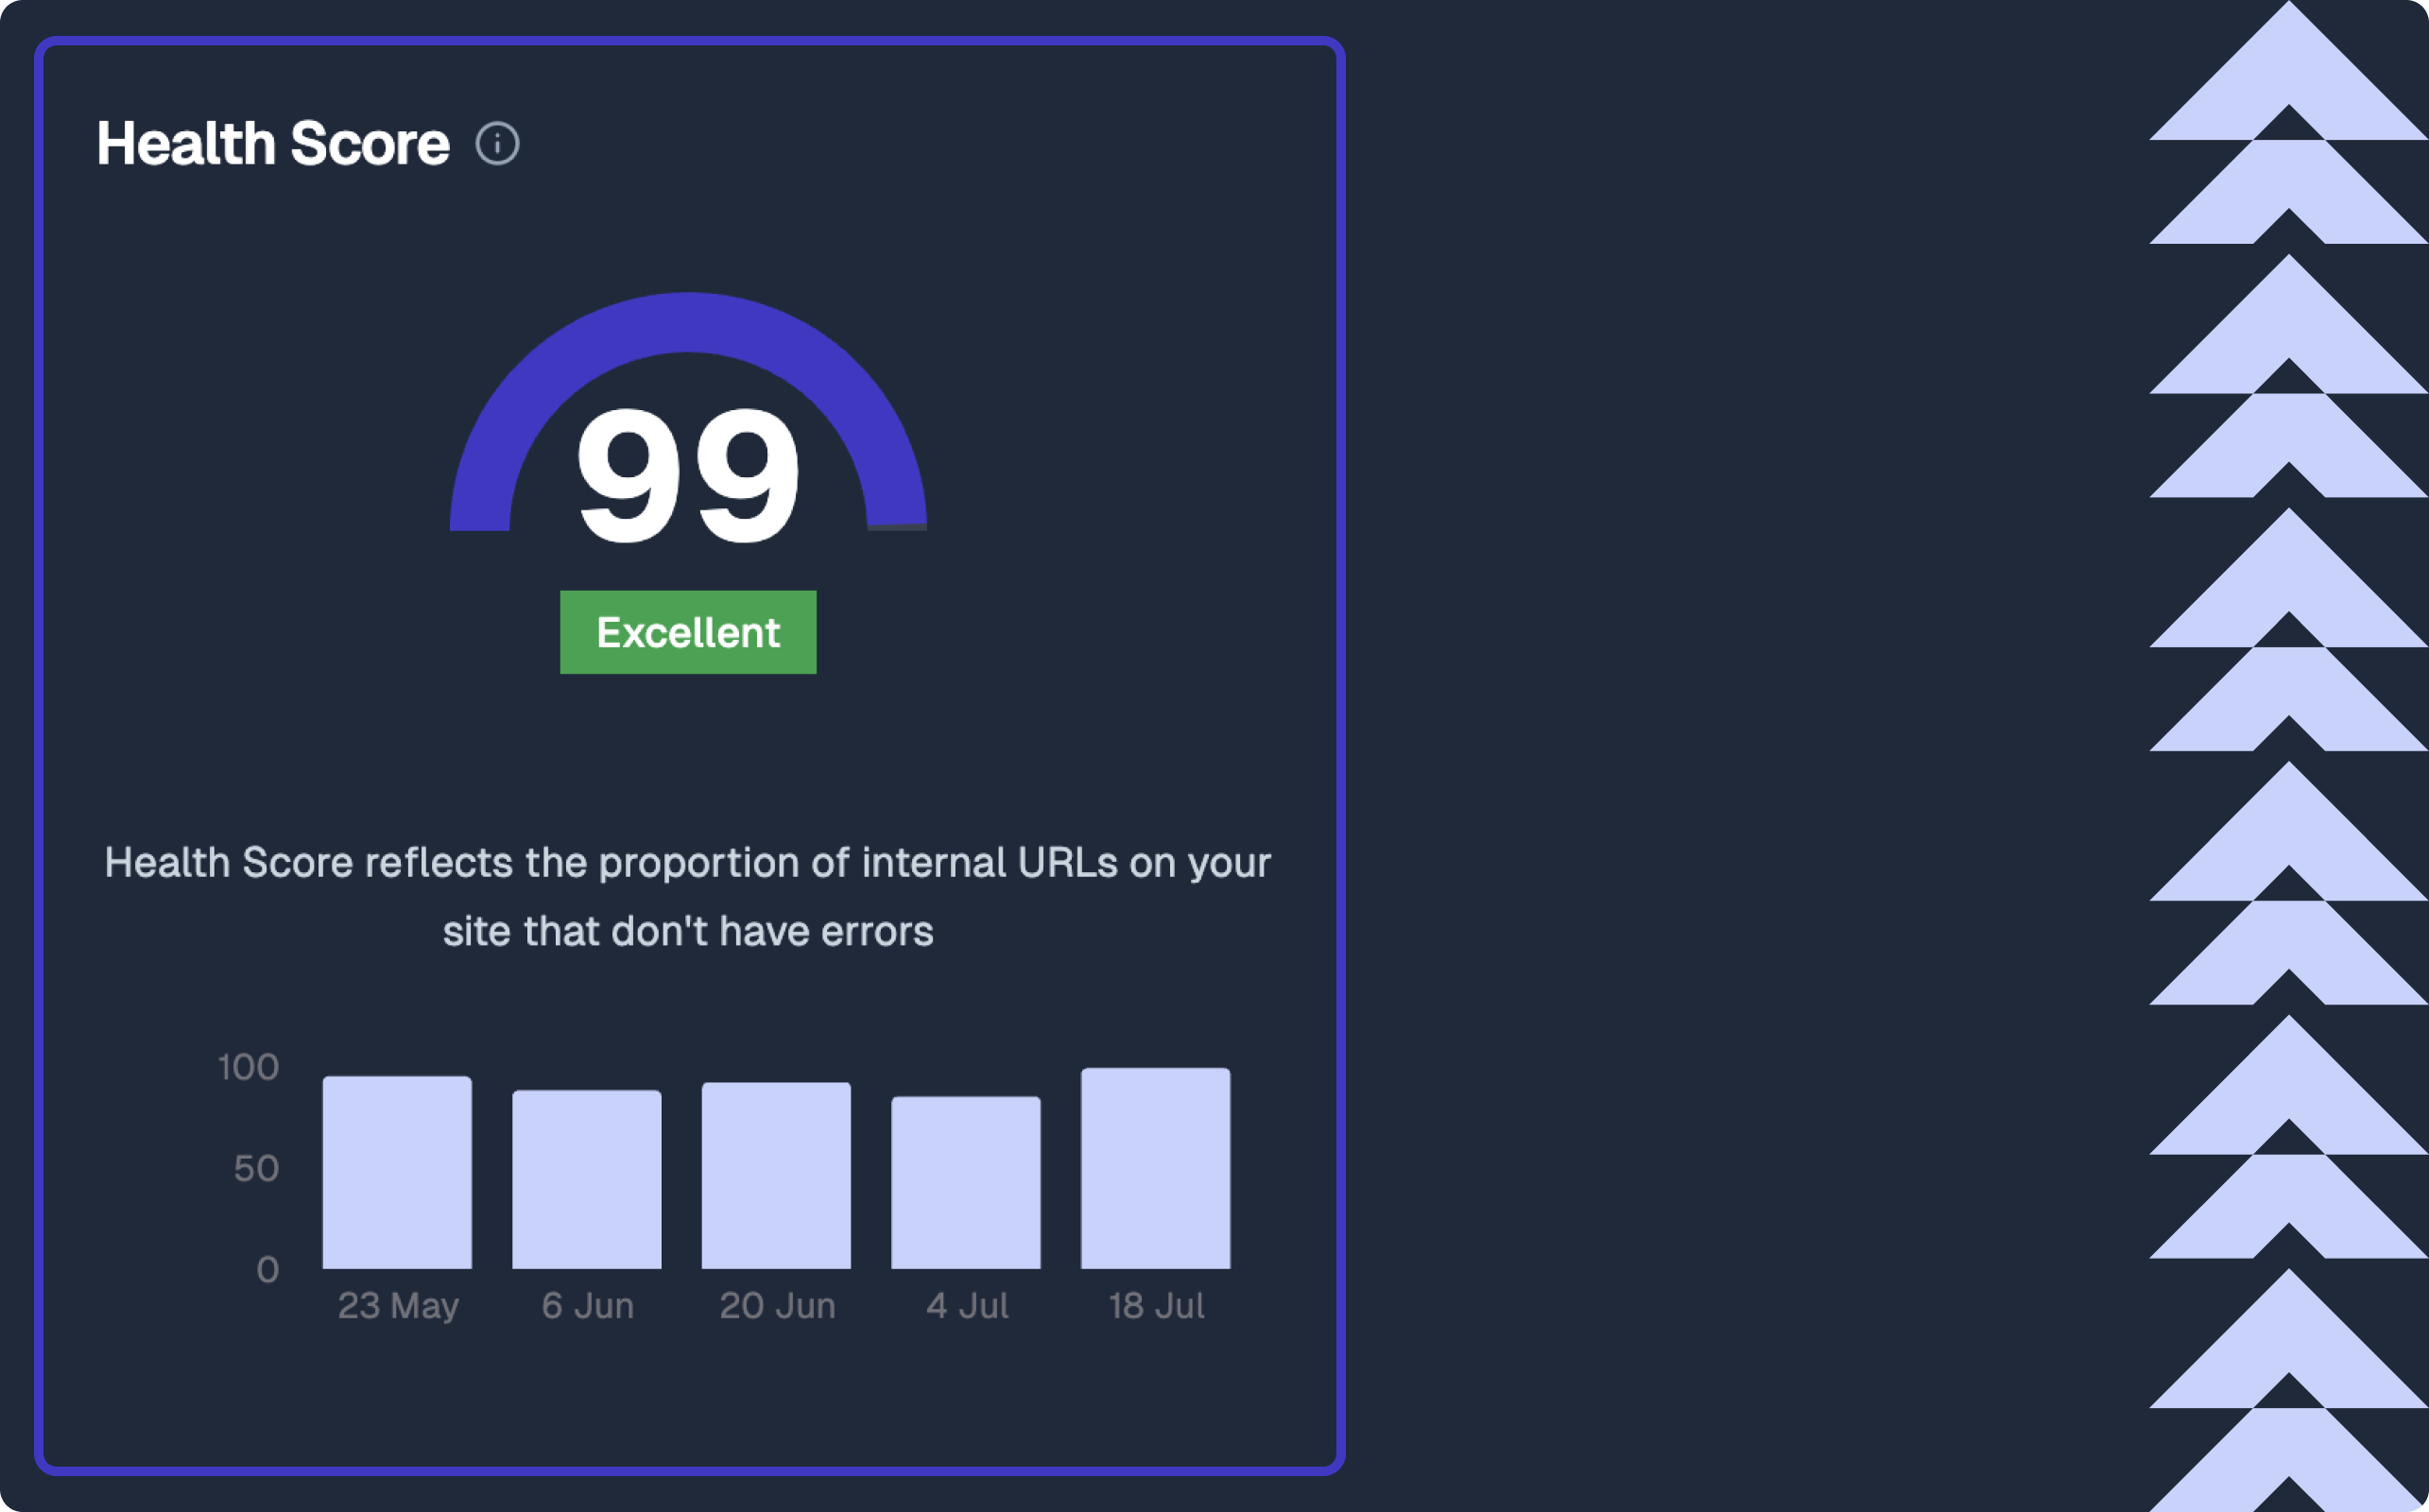 Health Score
99
Excellent
Health Score reflects the proportion of internal URLs on your
site that don't have errors
100
50
0
23 May 6 Jun 20 Jun 4 Jul 18 Jul